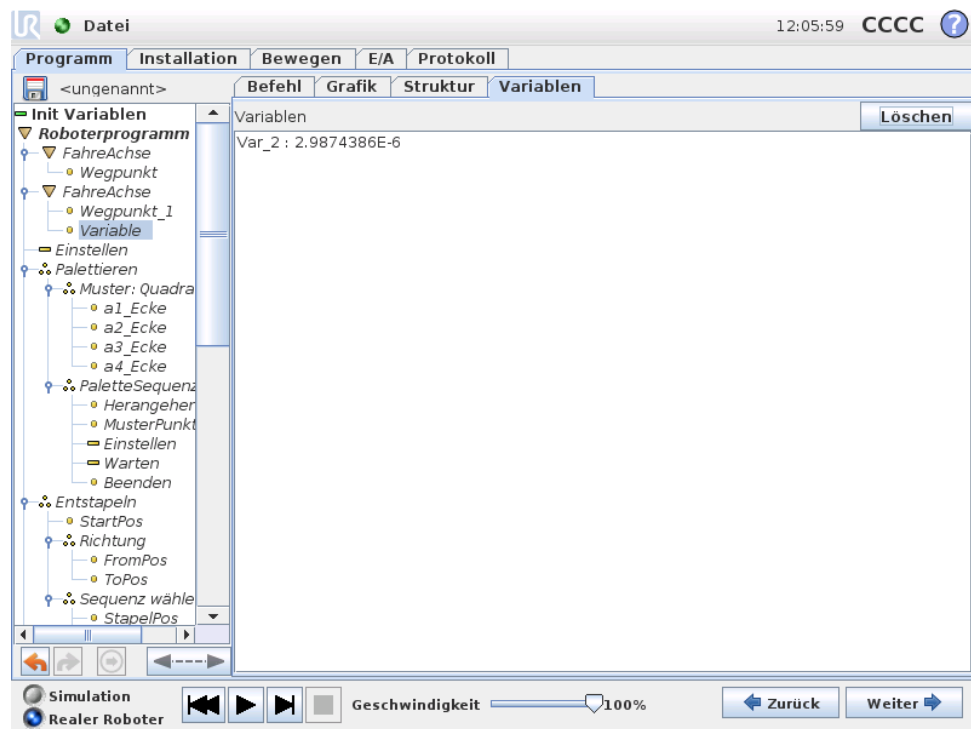 UR Datei 12:05:59 CCCC ?
Programm Installation Bewegen E/A Protokoll
<ungenannt> Befehl Grafik Struktur Variablen
Init Variablen
Roboterprogramm
FahreAchse
Wegpunkt
FahreAchse
Wegpunkt_1
Variable
Einstellen
Palettieren
Muster: Quadra
a1_Ecke
a2_Ecke
a3_Ecke
a4_Ecke
PaletteSequenz
Herangehen
MusterPunkt
Einstellen
Warten
Beenden
Entstapeln
StartPos
Richtung
FromPos
ToPos
Sequenz wähle
StapelPos
Variablen Löschen
Var_2 : 2.9874386E-6
Simulation
Realer Roboter
Geschwindigkeit 100%
Zurück Weiter